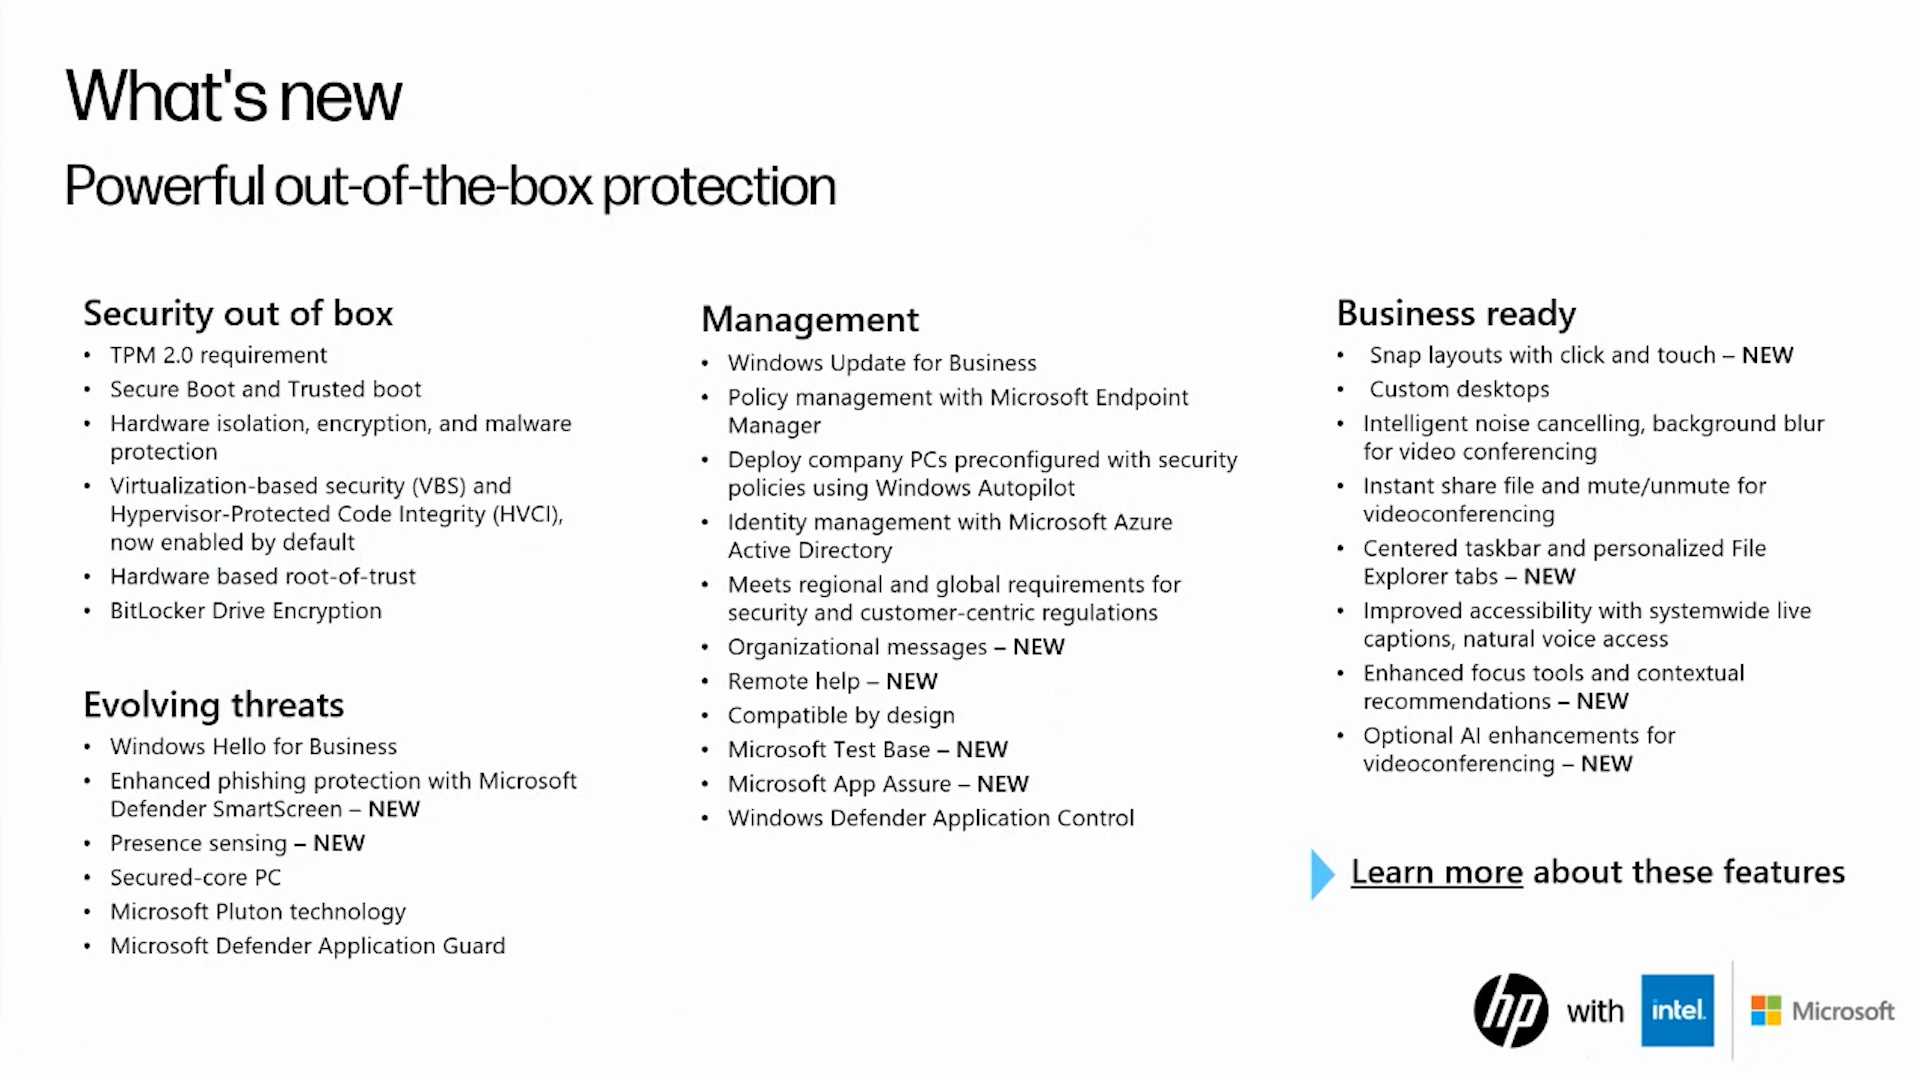 What's new
Powerful out-of-the-box protection
Security out of box
• TPM 2.0 requirement
• Secure Boot and Trusted boot
• Hardware isolation, encryption, and malware
protection
• Virtualization-based security (VBS) and
Hypervisor-Protected Code Integrity (HVCI),
now enabled by default
• Hardware based root-of-trust
• BitLocker Drive Encryption
Evolving threats
• Windows Hello for Business
• Enhanced phishing protection with Microsoft
Defender SmartScreen – NEW
• Presence sensing – NEW
• Secured-core PC
• Microsoft Pluton technology
• Microsoft Defender Application Guard
Management
• Windows Update for Business
• Policy management with Microsoft Endpoint
Manager
• Deploy company PCs preconfigured with security
policies using Windows Autopilot
• Identity management with Microsoft Azure
Active Directory
• Meets regional and global requirements for
security and customer-centric regulations
• Organizational messages – NEW
• Remote help – NEW
• Compatible by design
• Microsoft Test Base – NEW
• Microsoft App Assure – NEW
• Windows Defender Application Control
Business ready
• Snap layouts with click and touch – NEW
• Custom desktops
• Intelligent noise cancelling, background blur
for video conferencing
• Instant share file and mute/unmute for
videoconferencing
• Centered taskbar and personalized File
Explorer tabs – NEW
• Improved accessibility with systemwide live
captions, natural voice access
• Enhanced focus tools and contextual
recommendations – NEW
• Optional AI enhancements for
videoconferencing – NEW
Learn more about these features
hp with intel. Microsoft